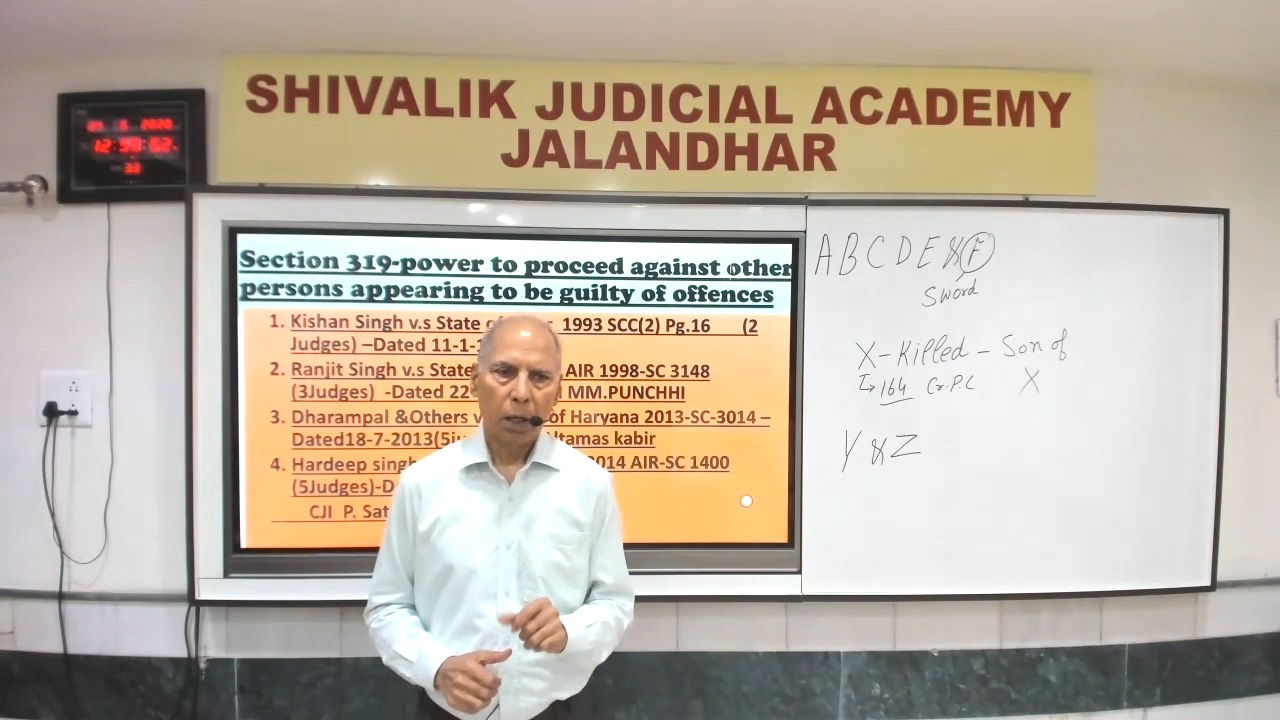 SHIVALIK JUDICIAL ACADEMY
JALANDHAR
Section 319-power to proceed against other
persons appearing to be guilty of offences
1. Kishan Singh v.s State 1993 SCC(2) Pg.16 (2
Judges) –Dated 11-1-
2. Ranjit Singh v.s State AIR 1998-SC 3148
(3Judges) -Dated 22 MM.PUNCHHI
3. Dharampal &Others of Haryana 2013-SC-3014 –
Dated18-7-2013(5 ltamas kabir
4. Hardeep singh 2014 AIR-SC 1400
(5Judges)-D
CJI P. Sat
A B C D E & F
Sword
X - Killed - Son of
164 Cr.P.C X
Y & Z